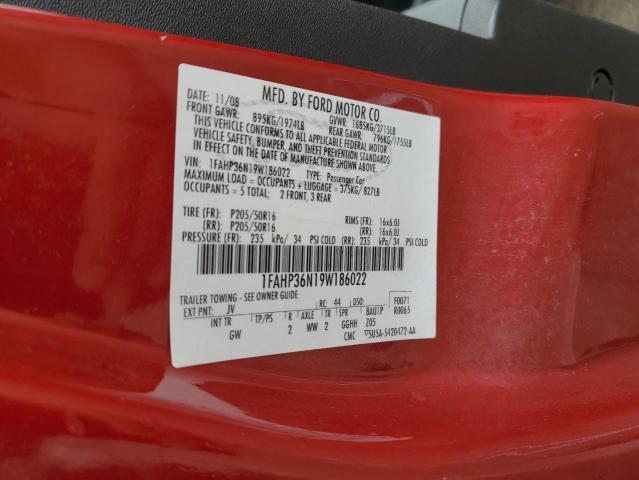 MFD. BY FORD MOTOR CO.
DATE: 11/08 GVWR: 1685KG/3715LB
FRONT GAWR: 895KG/1974LB REAR GAWR: 796KG/1755LB
THIS VEHICLE CONFORMS TO ALL APPLICABLE FEDERAL MOTOR
VEHICLE SAFETY, BUMPER, AND THEFT PREVENTION STANDARDS
IN EFFECT ON THE DATE OF MANUFACTURE SHOWN ABOVE.
VIN: 1FAHP36N19W186022 TYPE: Passenger Car
MAXIMUM LOAD = OCCUPANTS + LUGGAGE = 375KG/ 827LB
OCCUPANTS = 5 TOTAL; 2 FRONT, 3 REAR
TIRE (FR): P205/50R16 RIMS (FR): 16x6.0J
(RR): P205/50R16 (RR): 16x6.0J
PRESSURE (FR): 235 kPa/ 34 PSI COLD (RR): 235 kPa/ 34 PSI COLD
1FAHP36N19W186022
TRAILER TOWING - SEE OWNER GUIDE F0071
EXT PNT: JV RC: 44 DSO: R0065
INT TR TP/PS R AXLE TR SPR 8AU1P
GW 2 WW 2 GGHH Z05
CMC 5U5A-5420472-AA